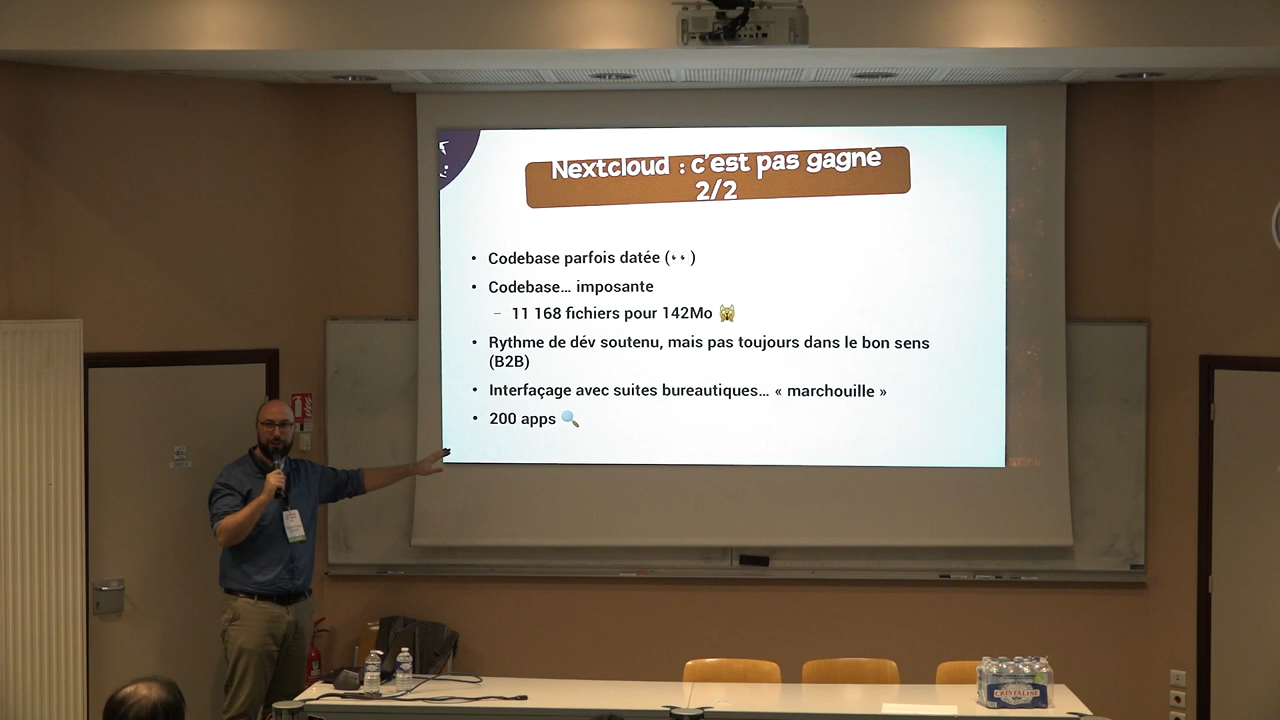 Nextcloud : c'est pas gagné
2/2
• Codebase parfois datée (👀)
• Codebase… imposante
– 11 168 fichiers pour 142Mo 🙀
• Rythme de dév soutenu, mais pas toujours dans le bon sens
(B2B)
• Interfaçage avec suites bureautiques… « marchouille »
• 200 apps 🔍
CRISTALINE